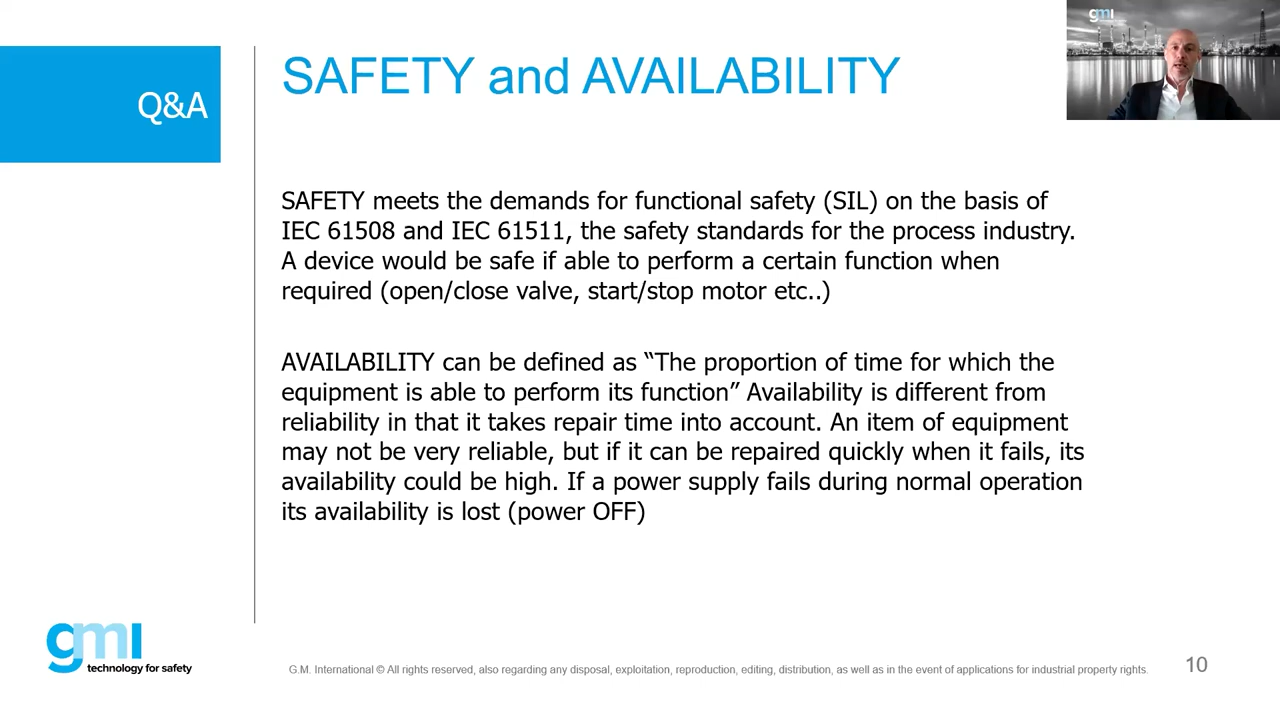 Q&A
SAFETY and AVAILABILITY
gmi
SAFETY meets the demands for functional safety (SIL) on the basis of
IEC 61508 and IEC 61511, the safety standards for the process industry.
A device would be safe if able to perform a certain function when
required (open/close valve, start/stop motor etc..)
AVAILABILITY can be defined as “The proportion of time for which the
equipment is able to perform its function” Availability is different from
reliability in that it takes repair time into account. An item of equipment
may not be very reliable, but if it can be repaired quickly when it fails, its
availability could be high. If a power supply fails during normal operation
its availability is lost (power OFF)
gmi
technology for safety
G.M. International © All rights reserved, also regarding any disposal, exploitation, reproduction, editing, distribution, as well as in the event of applications for industrial property rights.
10